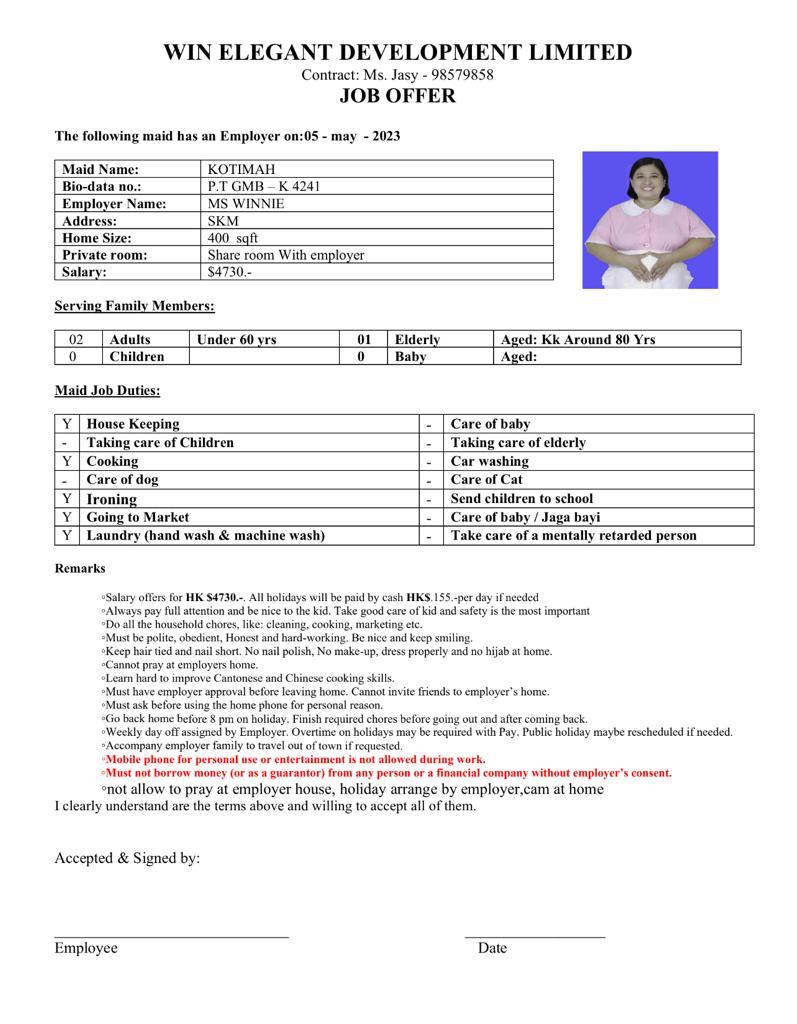 WIN ELEGANT DEVELOPMENT LIMITED
Contract: Ms. Jasy - 98579858
JOB OFFER
The following maid has an Employer on:05 - may - 2023
Maid Name: KOTIMAH
Bio-data no.: P.T GMB – K 4241
Employer Name: MS WINNIE
Address: SKM
Home Size: 400 sqft
Private room: Share room With employer
Salary: $4730.-
Serving Family Members:
02 Adults Under 60 yrs 01 Elderly Aged: Kk Around 80 Yrs
0 Children 0 Baby Aged:
Maid Job Duties:
Y House Keeping - Care of baby
- Taking care of Children - Taking care of elderly
Y Cooking - Car washing
- Care of dog - Care of Cat
Y Ironing - Send children to school
Y Going to Market - Care of baby / Jaga bayi
Y Laundry (hand wash & machine wash) - Take care of a mentally retarded person
Remarks
◦Salary offers for HK $4730.-. All holidays will be paid by cash HK$.155.-per day if needed
◦Always pay full attention and be nice to the kid. Take good care of kid and safety is the most important
◦Do all the household chores, like: cleaning, cooking, marketing etc.
◦Must be polite, obedient, Honest and hard-working. Be nice and keep smiling.
◦Keep hair tied and nail short. No nail polish, No make-up, dress properly and no hijab at home.
◦Cannot pray at employers home.
◦Learn hard to improve Cantonese and Chinese cooking skills.
◦Must have employer approval before leaving home. Cannot invite friends to employer’s home.
◦Must ask before using the home phone for personal reason.
◦Go back home before 8 pm on holiday. Finish required chores before going out and after coming back.
◦Weekly day off assigned by Employer. Overtime on holidays may be required with Pay. Public holiday maybe rescheduled if needed.
◦Accompany employer family to travel out of town if requested.
◦Mobile phone for personal use or entertainment is not allowed during work.
◦Must not borrow money (or as a guarantor) from any person or a financial company without employer’s consent.
◦not allow to pray at employer house, holiday arrange by employer,cam at home
I clearly understand are the terms above and willing to accept all of them.
Accepted & Signed by:
Employee Date